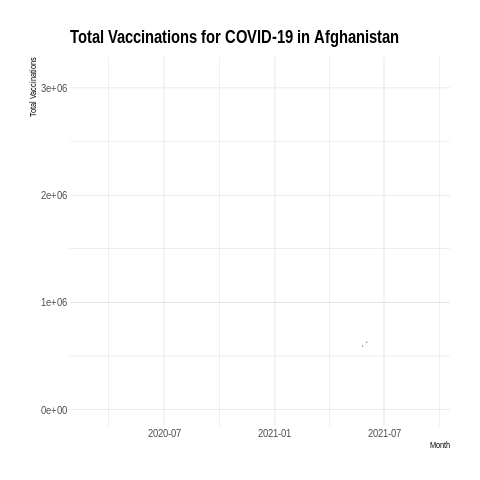 Total Vaccinations for COVID-19 in Afghanistan
Total Vaccinations
3e+06
2e+06
1e+06
0e+00
2020-07
2021-01
2021-07
Month